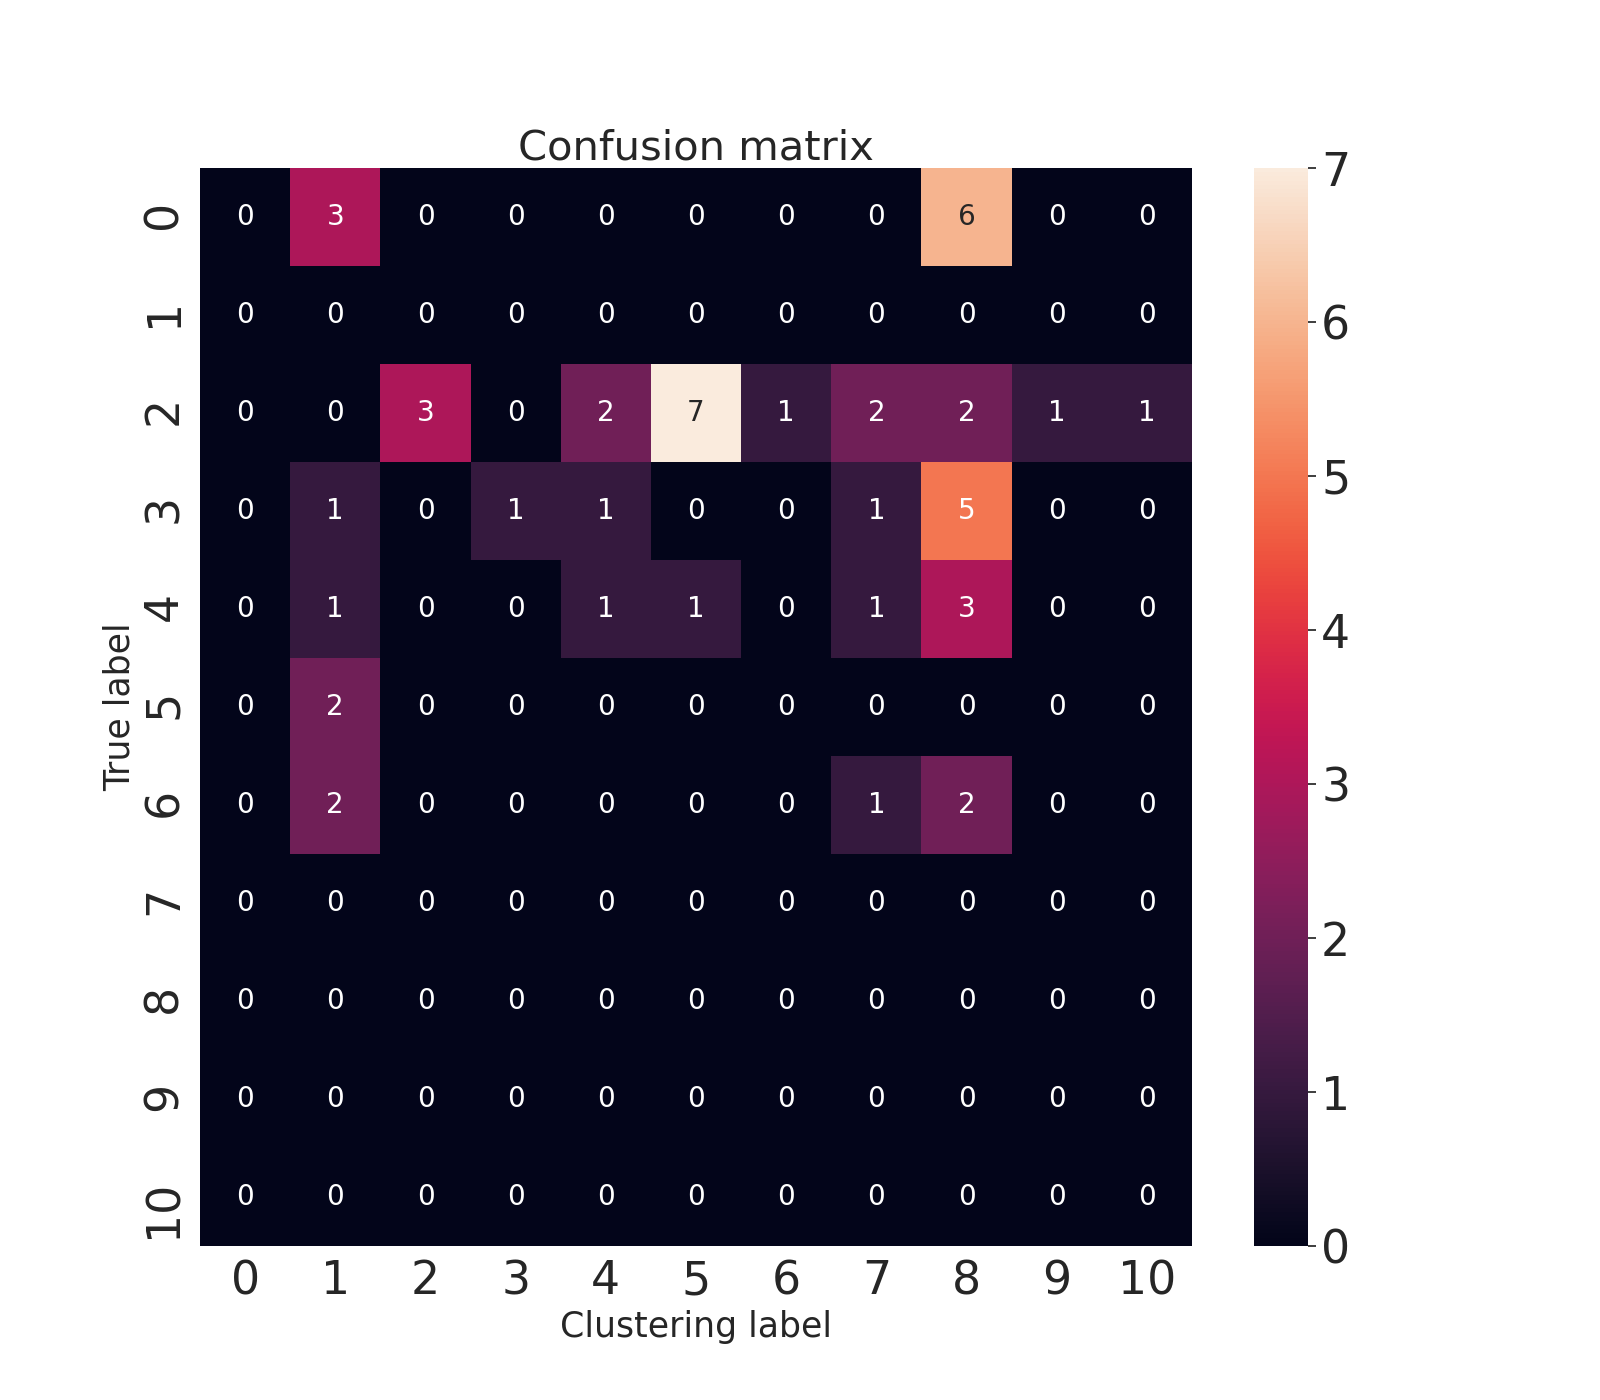 Confusion matrix
0 0 3 0 0 0 0 0 0 6 0 0
1 0 0 0 0 0 0 0 0 0 0 0
2 0 0 3 0 2 7 1 2 2 1 1
3 0 1 0 1 1 0 0 1 5 0 0
4 0 1 0 0 1 1 0 1 3 0 0
5 0 2 0 0 0 0 0 0 0 0 0
6 0 2 0 0 0 0 0 1 2 0 0
7 0 0 0 0 0 0 0 0 0 0 0
8 0 0 0 0 0 0 0 0 0 0 0
9 0 0 0 0 0 0 0 0 0 0 0
10 0 0 0 0 0 0 0 0 0 0 0
0 1 2 3 4 5 6 7 8 9 10
Clustering label
True label
7
6
5
4
3
2
1
0